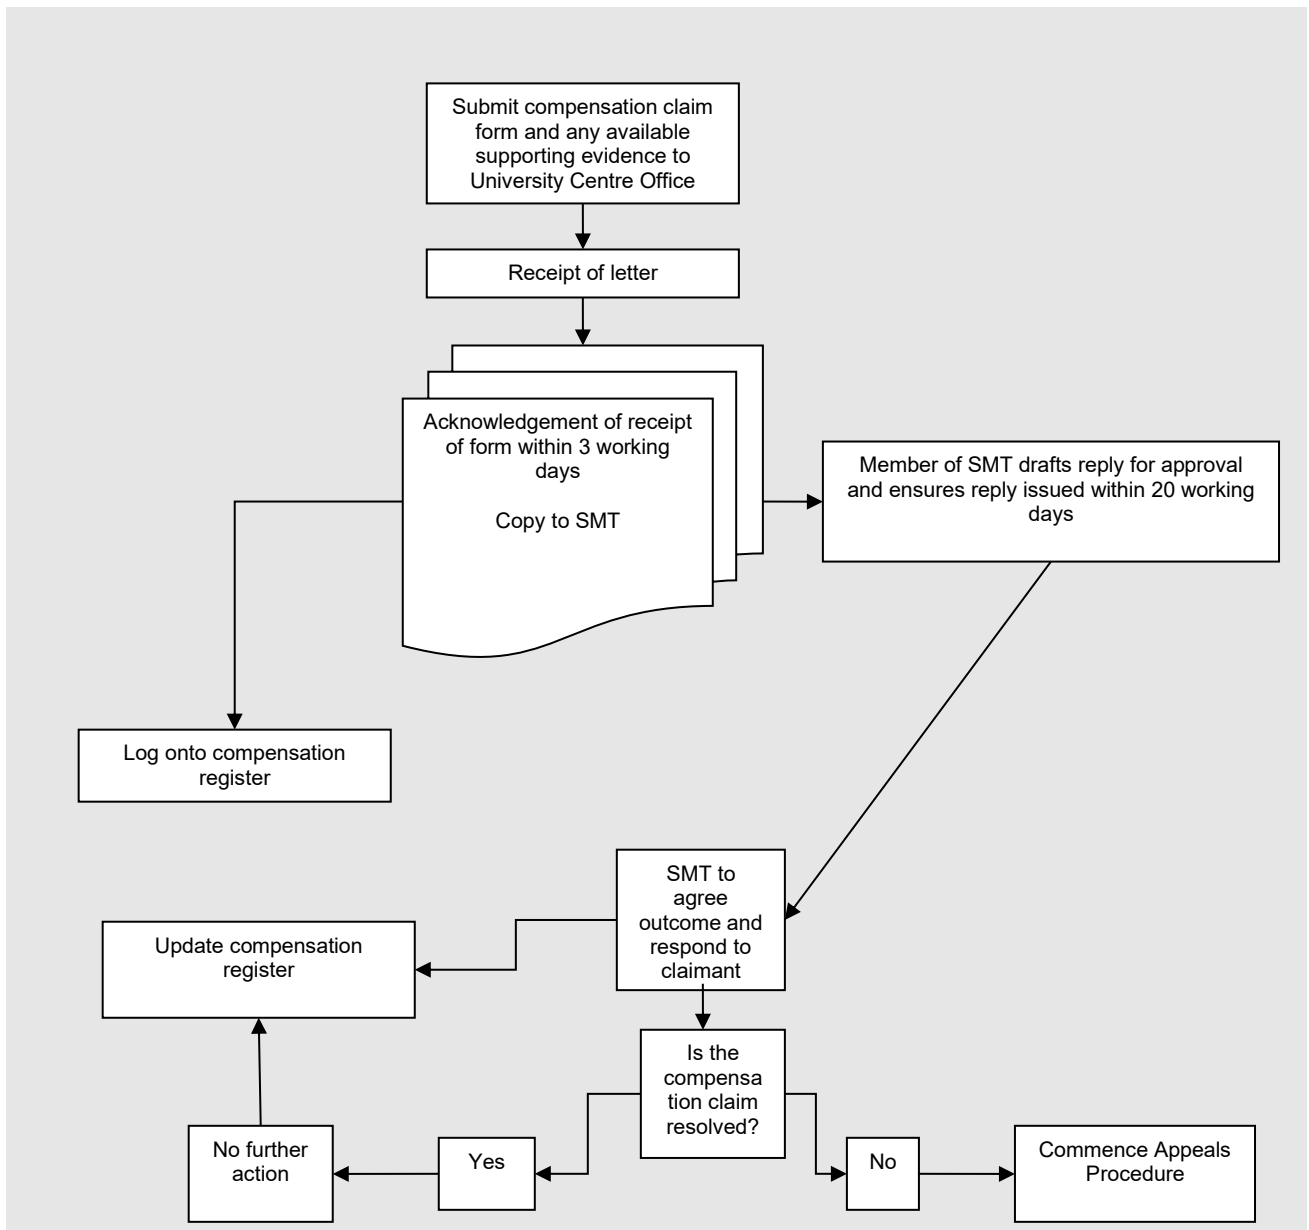 Submit compensation claim
form and any available
supporting evidence to
University Centre Office
Receipt of letter
Acknowledgement of receipt
of form within 3 working
days
Copy to SMT
Member of SMT drafts reply for approval
and ensures reply issued within 20 working
days
Log onto compensation
register
SMT to
agree
outcome and
respond to
claimant
Update compensation
register
Is the
compensa
tion claim
resolved?
No further
action
Yes
No
Commence Appeals
Procedure